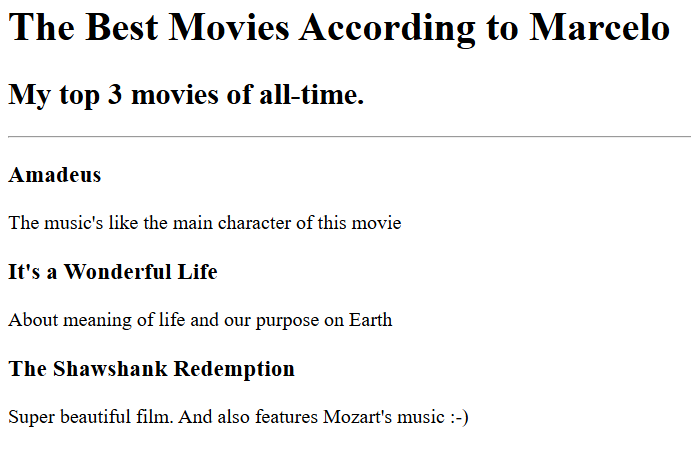 The Best Movies According to Marcelo
My top 3 movies of all-time.
Amadeus
The music's like the main character of this movie
It's a Wonderful Life
About meaning of life and our purpose on Earth
The Shawshank Redemption
Super beautiful film. And also features Mozart's music :-)